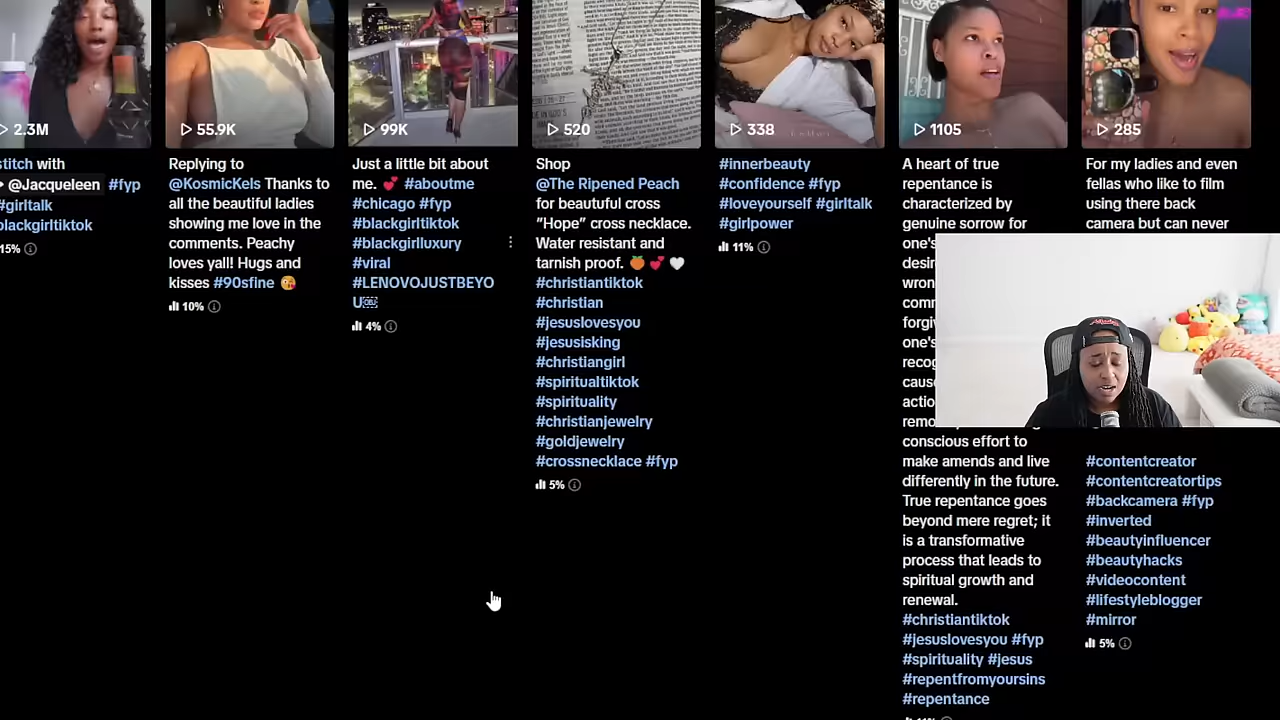 2.3M
stitch with
@Jacqueleen #fyp
#girltalk
blackgirltiktok
15%
55.9K
Replying to
@KosmicKels Thanks to
all the beautiful ladies
showing me love in the
comments. Peachy
loves yall! Hugs and
kisses #90sfine 😘
10%
99K
Just a little bit about
me. 💕 #aboutme
#chicago #fyp
#blackgirltiktok
#blackgirlluxury
#viral
#LENOVOJUSTBEYO
U￼
4%
520
Shop
@The Ripened Peach
for beautuful cross
“Hope” cross necklace.
Water resistant and
tarnish proof. 🍑 💕 🤍
#christiantiktok
#christian
#jesuslovesyou
#jesusisking
#christiangirl
#spiritualtiktok
#spirituality
#christianjewelry
#goldjewelry
#crossnecklace #fyp
5%
338
#innerbeauty
#confidence #fyp
#loveyourself #girltalk
#girlpower
11%
1105
A heart of true
repentance is
characterized by
genuine sorrow for
one's
desir
wron
comm
forgiv
one's
recog
caus
actio
remo
conscious effort to
make amends and live
differently in the future.
True repentance goes
beyond mere regret; it
is a transformative
process that leads to
spiritual growth and
renewal.
#christiantiktok
#jesuslovesyou #fyp
#spirituality #jesus
#repentfromyoursins
#repentance
285
For my ladies and even
fellas who like to film
using there back
camera but can never
#contentcreator
#contentcreatortips
#backcamera #fyp
#inverted
#beautyinfluencer
#beautyhacks
#videocontent
#lifestyleblogger
#mirror
5%